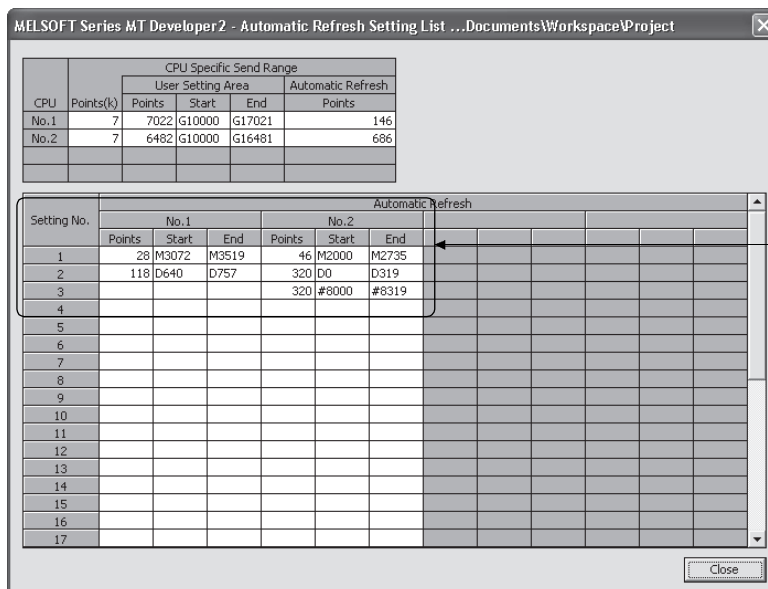 MELSOFT Series MT Developer2 - Automatic Refresh Setting List ...Documents\Workspace\Project
CPU Specific Send Range
User Setting Area Automatic Refresh
CPU Points(k) Points Start End Points
No.1 7 7022 G10000 G17021 146
No.2 7 6482 G10000 G16481 686
Automatic Refresh
Setting No. No.1 No.2
Points Start End Points Start End
1 28 M3072 M3519 46 M2000 M2735
2 118 D640 D757 320 D0 D319
3 320 #8000 #8319
4
5
6
7
8
9
10
11
12
13
14
15
16
17
Close